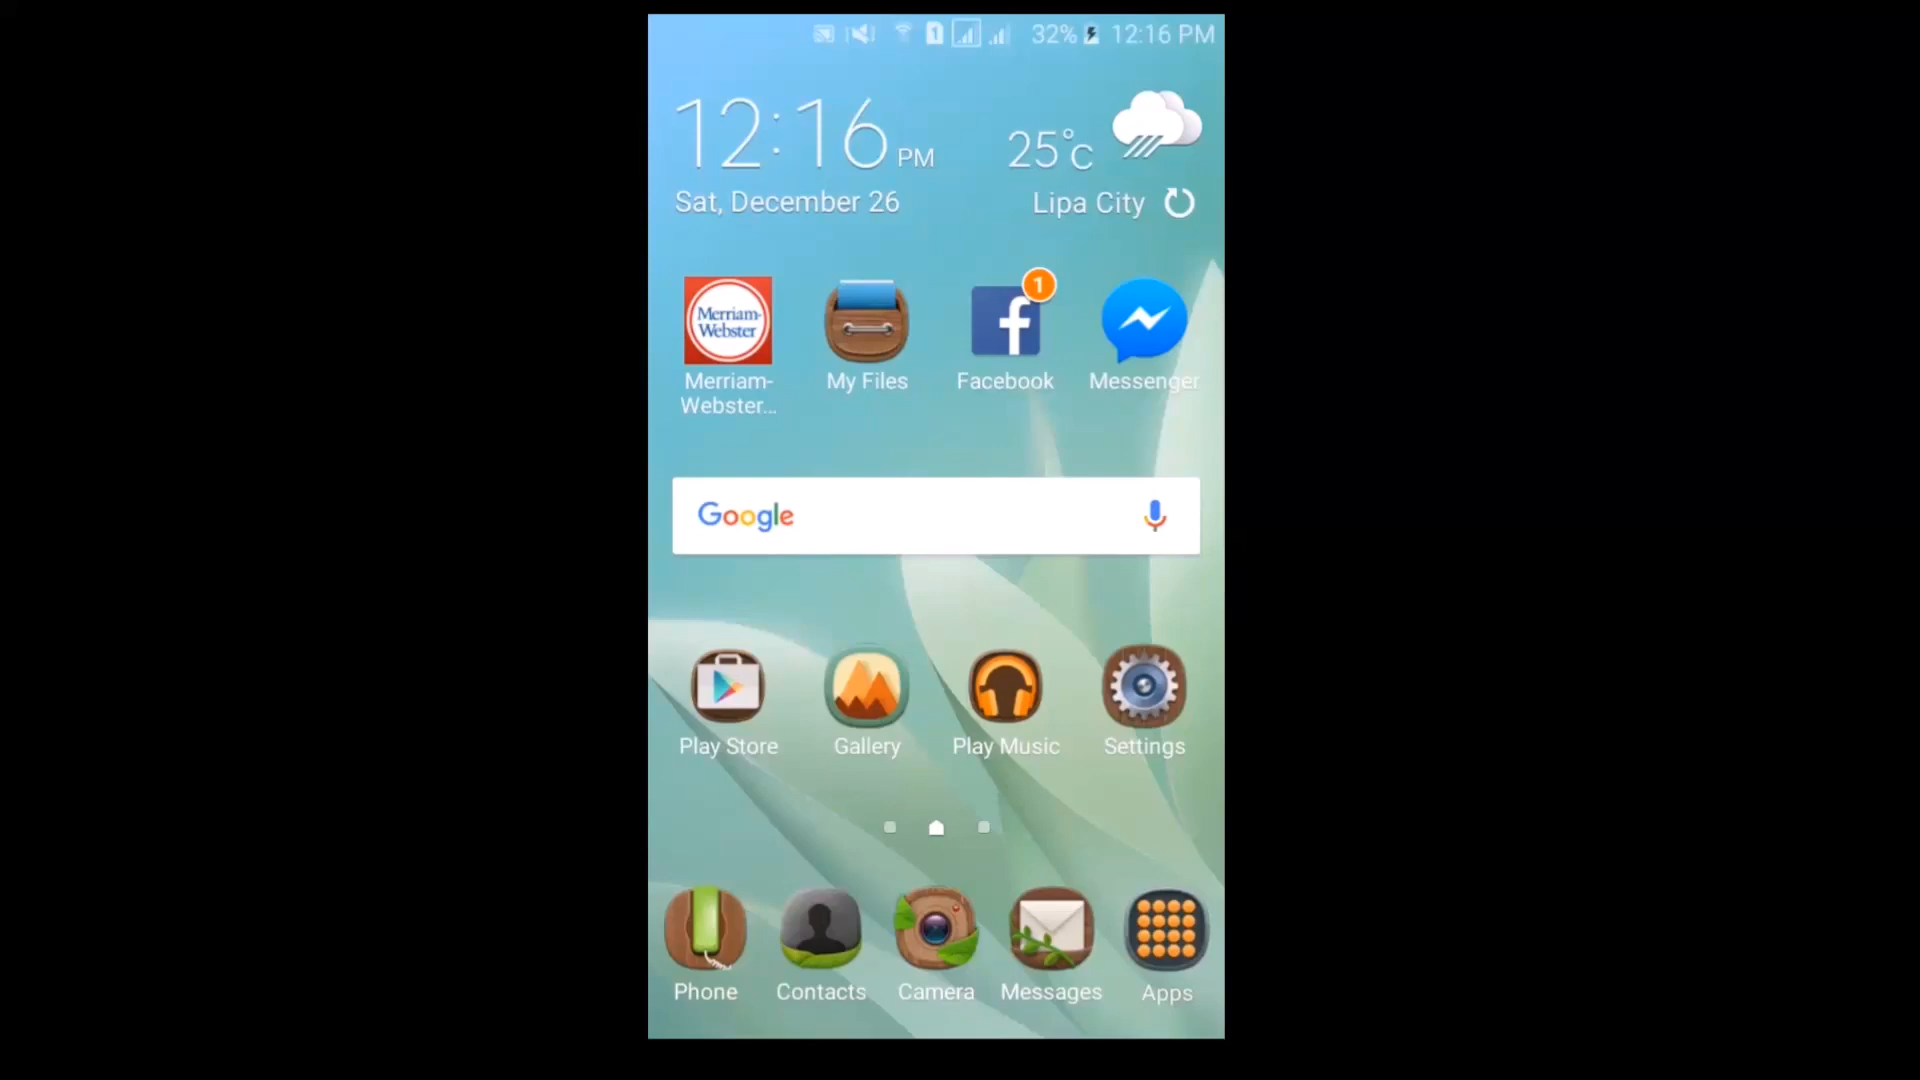 1 32% 12:16 PM
12:16 PM
25°C
Sat, December 26
Lipa City
Merriam-
Webster
1
Merriam-
Webster...
My Files
Facebook
Messenger
Google
Play Store
Gallery
Play Music
Settings
Phone
Contacts
Camera
Messages
Apps